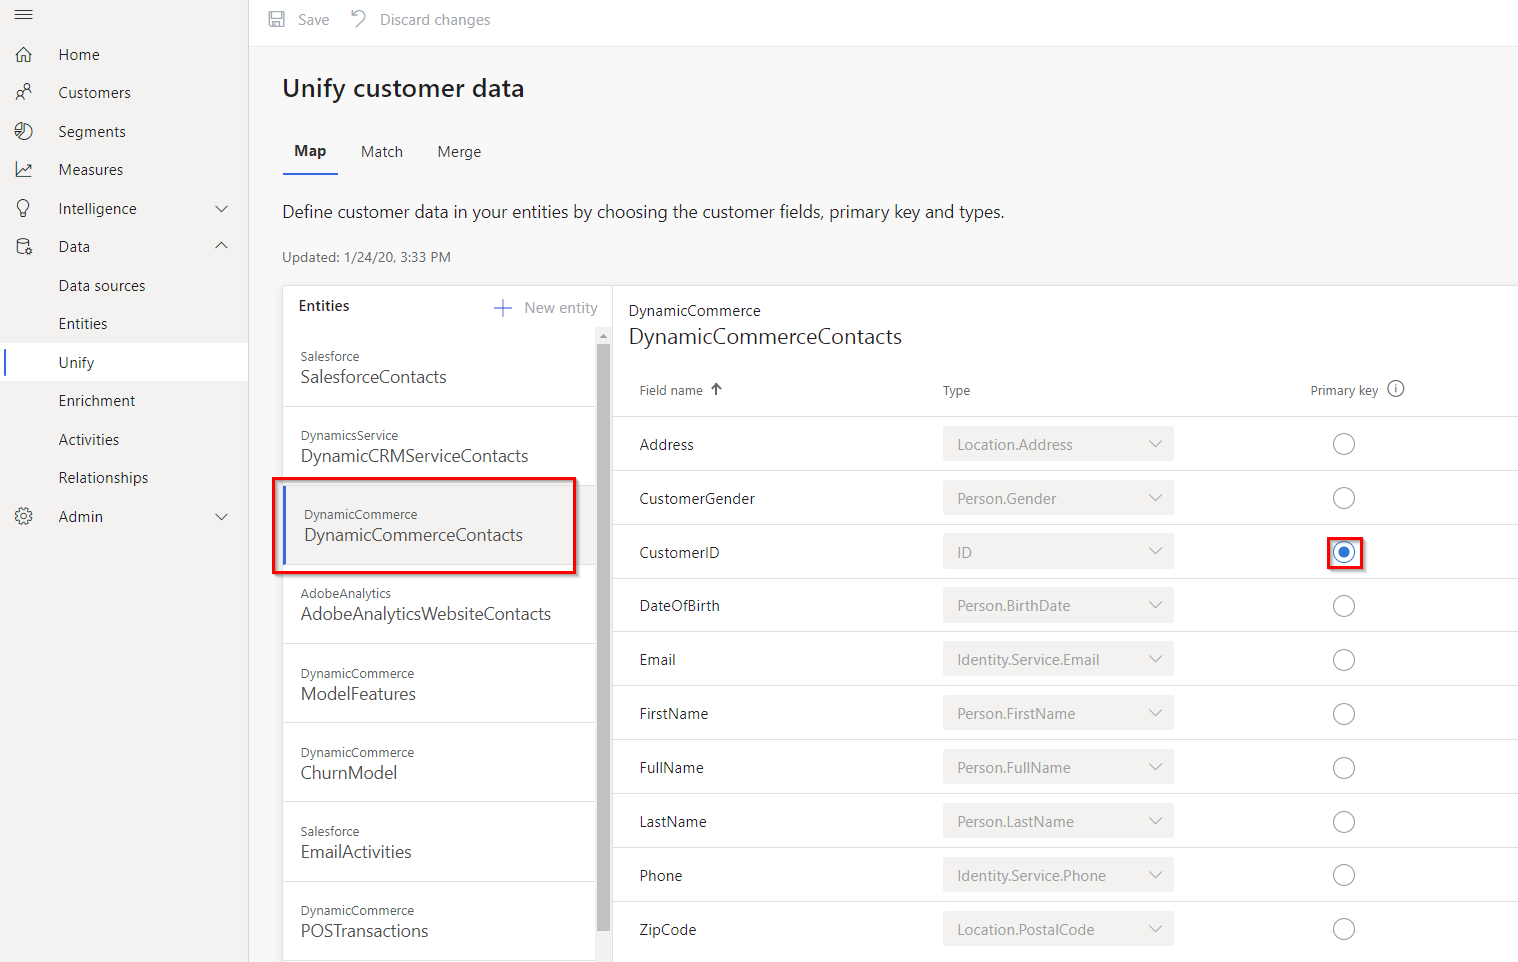 Save
Discard changes
Home
Customers
Segments
Measures
Intelligence
Data
Data sources
Entities
Unify
Enrichment
Activities
Relationships
Admin
Unify customer data
Map Match Merge
Define customer data in your entities by choosing the customer fields, primary key and types.
Updated: 1/24/20, 3:33 PM
Entities
New entity
Salesforce
SalesforceContacts
DynamicsService
DynamicCRMServiceContacts
DynamicCommerce
DynamicCommerceContacts
AdobeAnalytics
AdobeAnalyticsWebsiteContacts
DynamicCommerce
ModelFeatures
DynamicCommerce
ChurnModel
Salesforce
EmailActivities
DynamicCommerce
POSTransactions
DynamicCommerce
DynamicCommerceContacts
Field name Type Primary key
Address Location.Address
CustomerGender Person.Gender
CustomerID ID
DateOfBirth Person.BirthDate
Email Identity.Service.Email
FirstName Person.FirstName
FullName Person.FullName
LastName Person.LastName
Phone Identity.Service.Phone
ZipCode Location.PostalCode